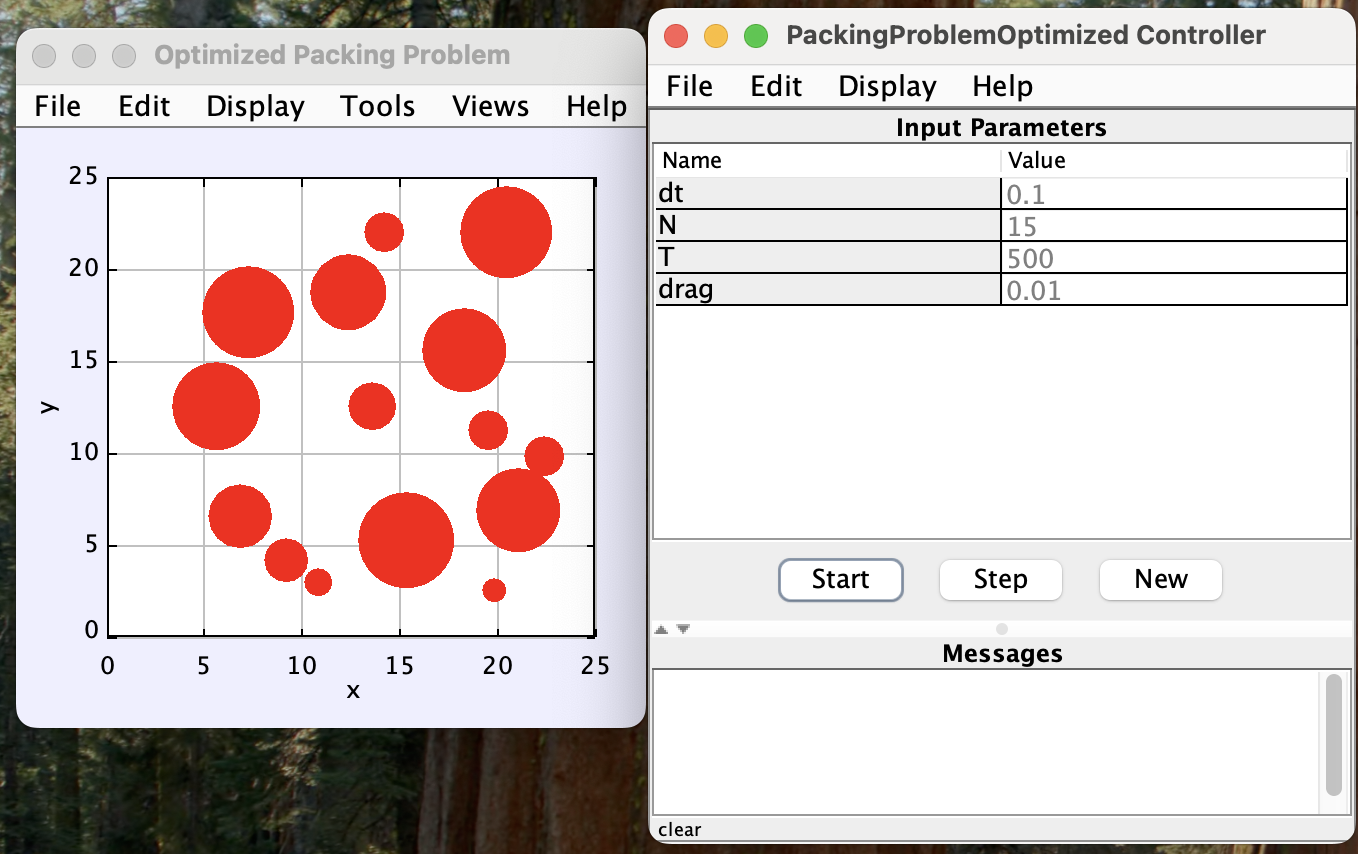 Optimized Packing Problem
File Edit Display Tools Views Help
25
20
15
10
5
0
y
0 5 10 15 20 25
x
PackingProblemOptimized Controller
File Edit Display Help
Input Parameters
Name Value
dt 0.1
N 15
T 500
drag 0.01
Start Step New
Messages
clear